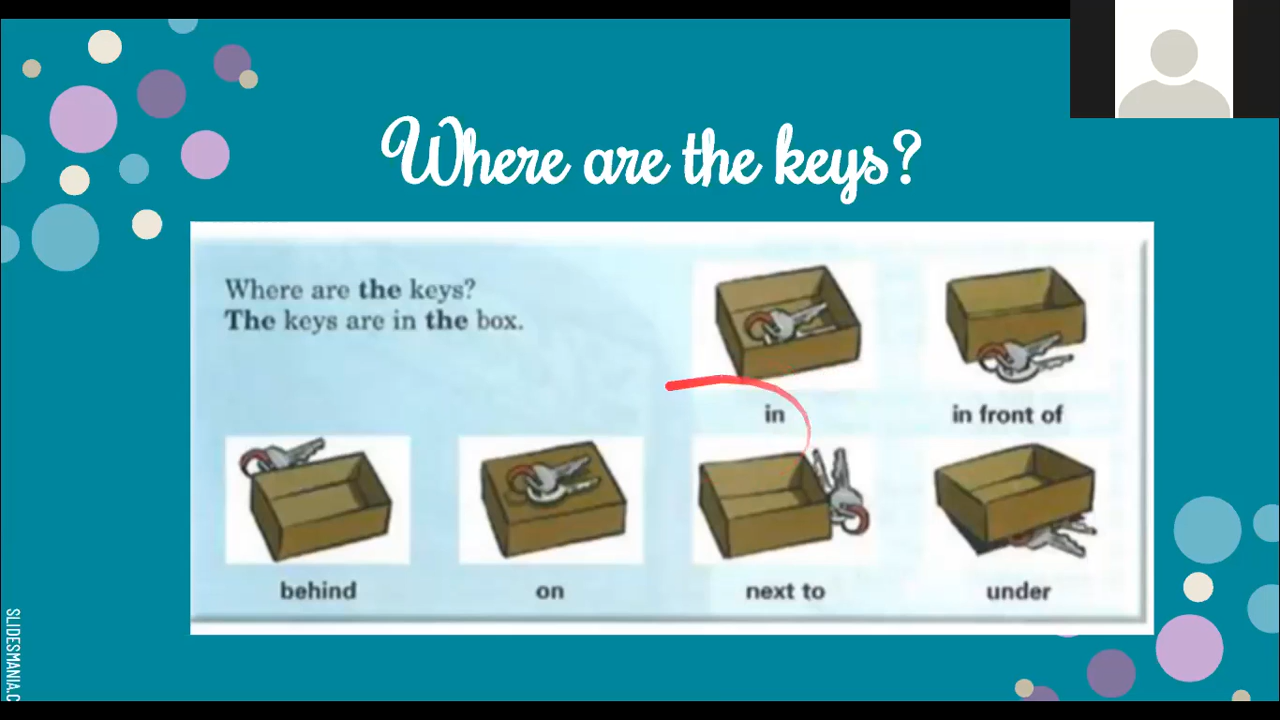 Where are the keys?
Where are the keys?
The keys are in the box.
in
in front of
behind
on
next to
under
SLIDESMANIA.C